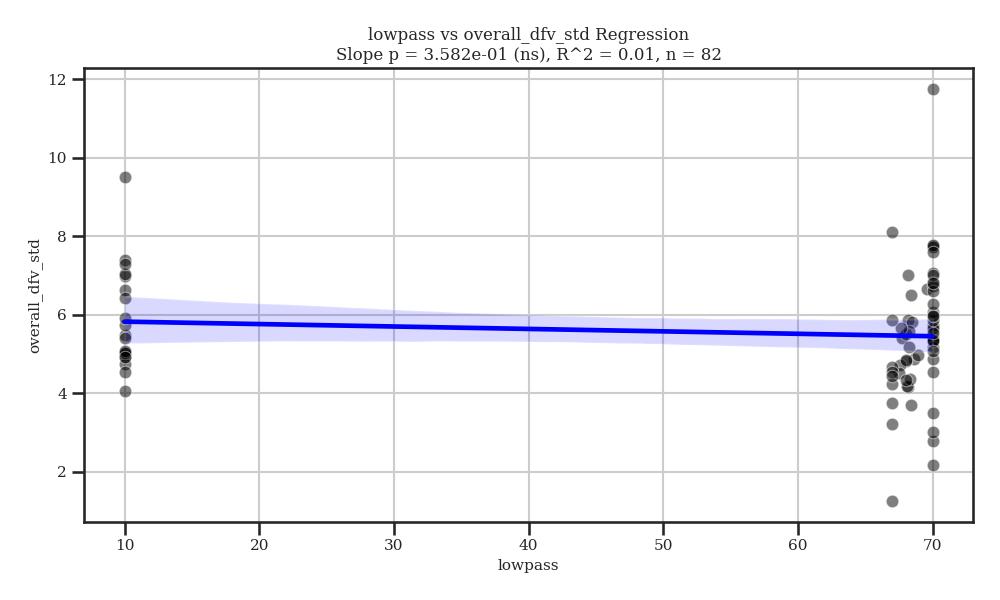 lowpass vs overall_dfv_std Regression
Slope p = 3.582e-01 (ns), R^2 = 0.01, n = 82
12
10
8
6
4
2
overall_dfv_std
10 20 30 40 50 60 70
lowpass